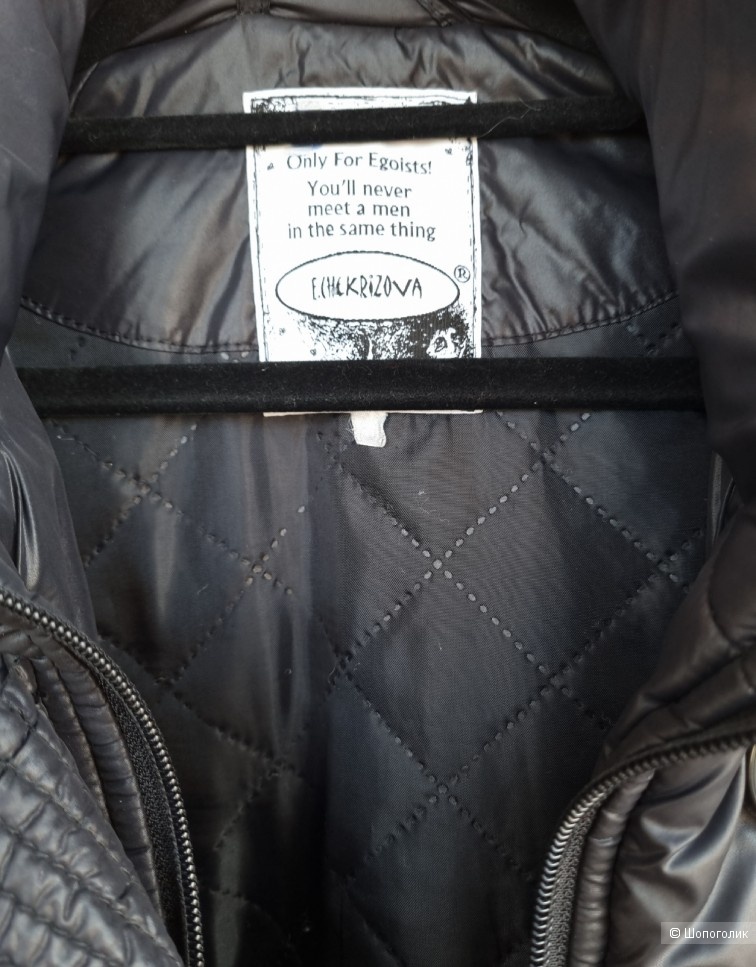 Only For Egoists!
You'll never
meet a men
in the same thing
E.CHEKRIZOVA ®
© Шопоголик